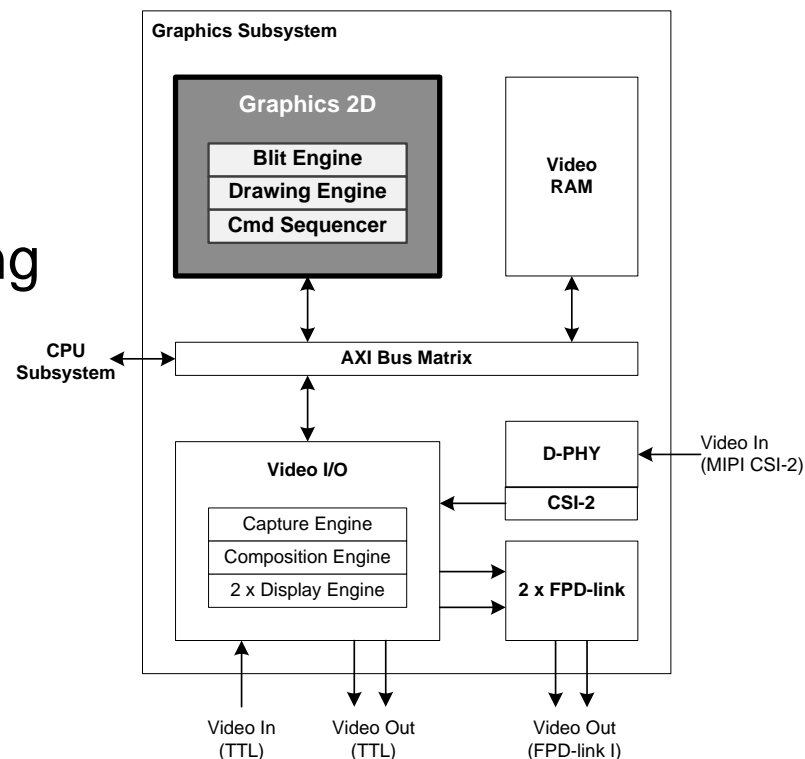 Graphics Subsystem
Graphics 2D
Blit Engine
Drawing Engine
Cmd Sequencer
Video
RAM
ng
CPU
Subsystem
AXI Bus Matrix
Video I/O
Capture Engine
Composition Engine
2 x Display Engine
D-PHY
CSI-2
Video In
(MIPI CSI-2)
2 x FPD-link
Video In
(TTL)
Video Out
(TTL)
Video Out
(FPD-link I)